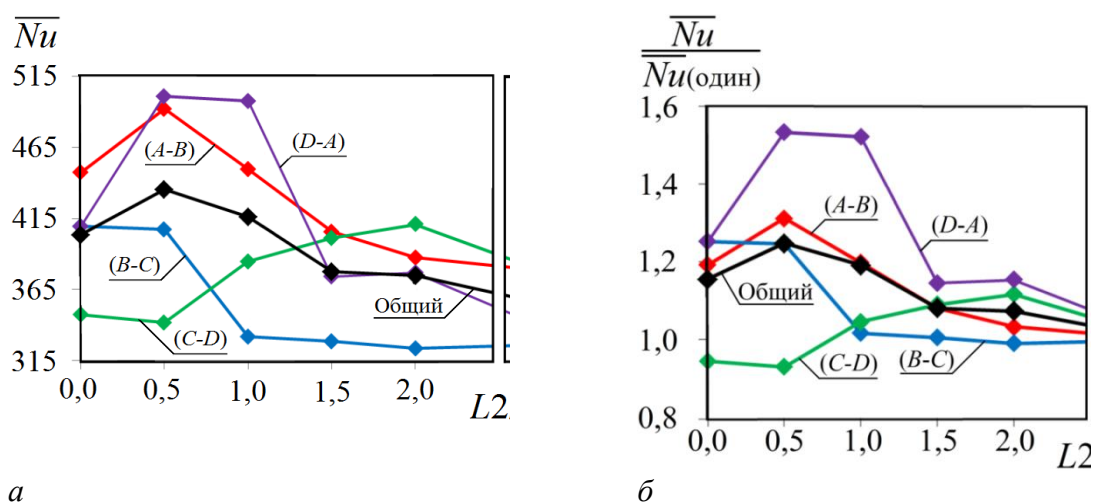 Nu
515
465
415
365
315
0,0 0,5 1,0 1,5 2,0
L2
(A-B)
(D-A)
(B-C)
(C-D)
Общий
а
Nu
Nu(один)
1,6
1,4
1,2
1,0
0,8
0,0 0,5 1,0 1,5 2,0
L2
(A-B)
(D-A)
Общий
(C-D)
(B-C)
б